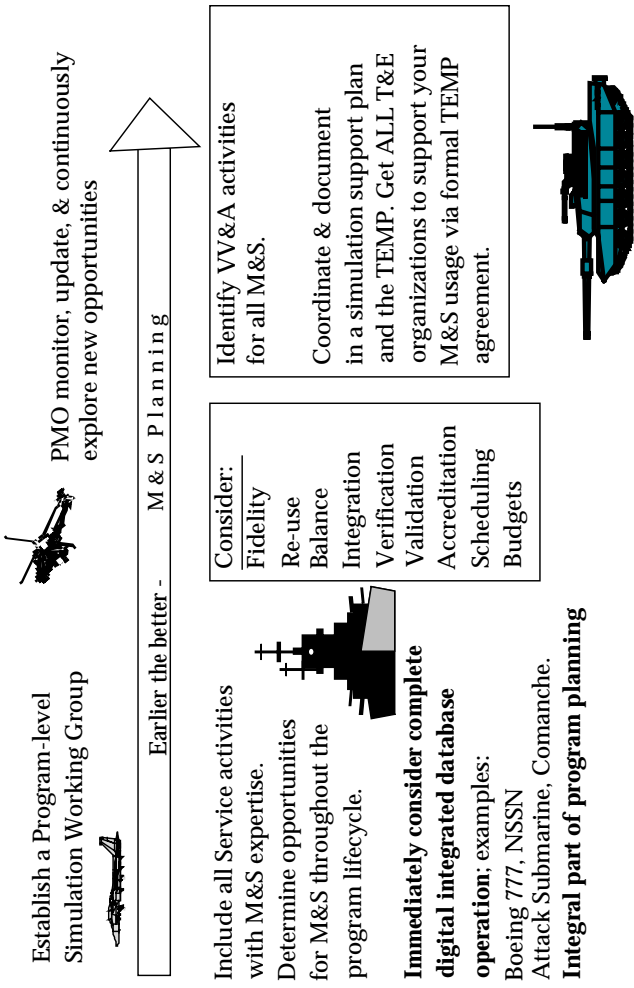 Establish a Program-level
Simulation Working Group
PMO monitor, update, & continuously
explore new opportunities
Earlier the better - M & S Planning
Include all Service activities
with M&S expertise.
Determine opportunities
for M&S throughout the
program lifecycle.
Immediately consider complete
digital integrated database
operation; examples:
Boeing 777, NSSN
Attack Submarine, Comanche.
Integral part of program planning
Consider:
Fidelity
Re-use
Balance
Integration
Verification
Validation
Accreditation
Scheduling
Budgets
Identify VV&A activities
for all M&S.
Coordinate & document
in a simulation support plan
and the TEMP. Get ALL T&E
organizations to support your
M&S usage via formal TEMP
agreement.